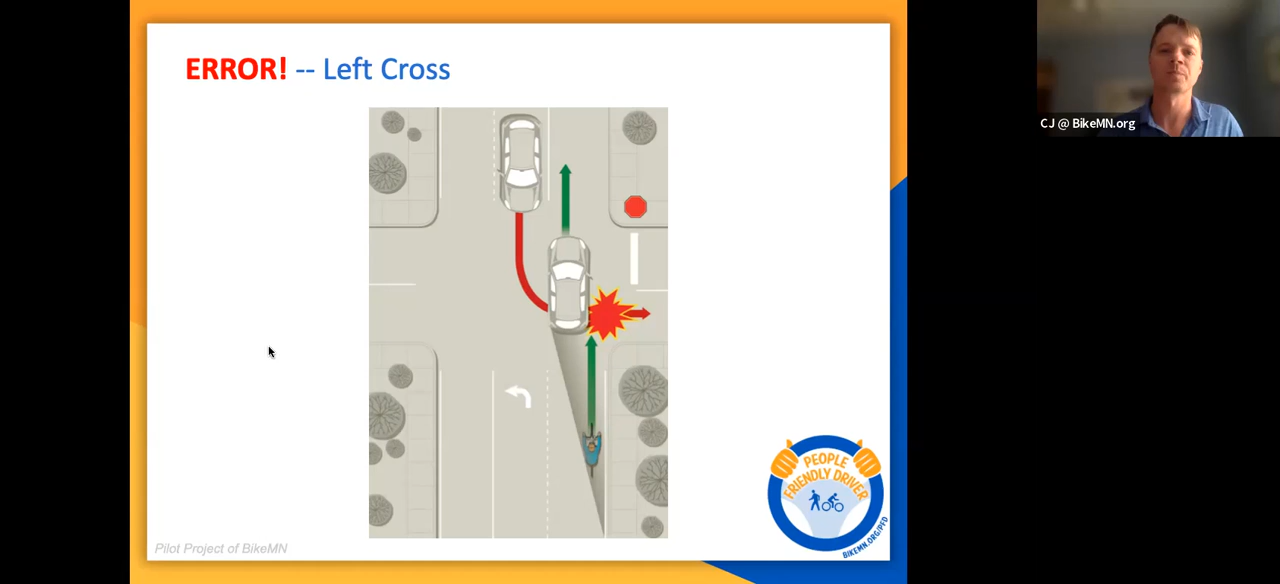 ERROR! -- Left Cross
CJ @ BikeMN.org
PEOPLE
FRIENDLY DRIVER
BIKEMN.ORG/PFD
Pilot Project of BikeMN